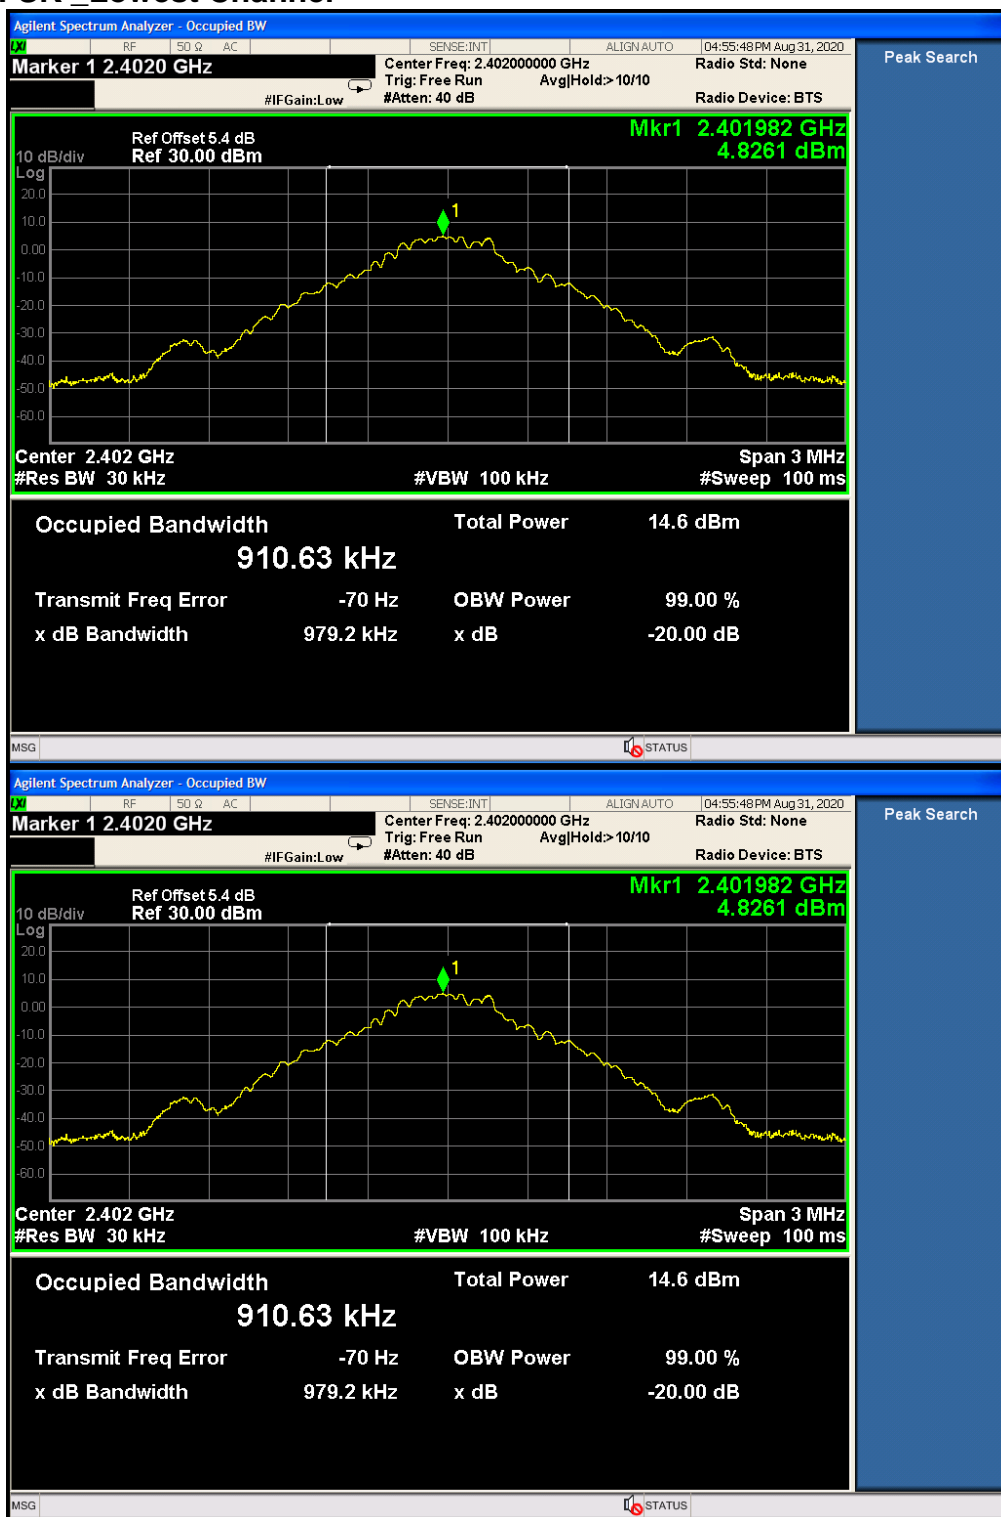 _Lowest Channel
Agilent Spectrum Analyzer - Occupied BW
LXI RF 50 Ω AC SENSE:INT ALIGN AUTO 04:55:48 PM Aug 31, 2020
Marker 1 2.4020 GHz
Center Freq: 2.402000000 GHz Radio Std: None
Trig: Free Run Avg|Hold:> 10/10
#IFGain:Low #Atten: 40 dB Radio Device: BTS
Peak Search
Mkr1 2.401982 GHz
4.8261 dBm
Ref Offset 5.4 dB
10 dB/div Ref 30.00 dBm
Log
20.0
10.0
0.00
-10.0
-20.0
-30.0
-40.0
-50.0
-60.0
1
Center 2.402 GHz Span 3 MHz
#Res BW 30 kHz #VBW 100 kHz #Sweep 100 ms
Occupied Bandwidth Total Power 14.6 dBm
910.63 kHz
Transmit Freq Error -70 Hz OBW Power 99.00 %
x dB Bandwidth 979.2 kHz x dB -20.00 dB
MSG STATUS
Agilent Spectrum Analyzer - Occupied BW
LXI RF 50 Ω AC SENSE:INT ALIGN AUTO 04:55:48 PM Aug 31, 2020
Marker 1 2.4020 GHz
Center Freq: 2.402000000 GHz Radio Std: None
Trig: Free Run Avg|Hold:> 10/10
#IFGain:Low #Atten: 40 dB Radio Device: BTS
Peak Search
Mkr1 2.401982 GHz
4.8261 dBm
Ref Offset 5.4 dB
10 dB/div Ref 30.00 dBm
Log
20.0
10.0
0.00
-10.0
-20.0
-30.0
-40.0
-50.0
-60.0
1
Center 2.402 GHz Span 3 MHz
#Res BW 30 kHz #VBW 100 kHz #Sweep 100 ms
Occupied Bandwidth Total Power 14.6 dBm
910.63 kHz
Transmit Freq Error -70 Hz OBW Power 99.00 %
x dB Bandwidth 979.2 kHz x dB -20.00 dB
MSG STATUS